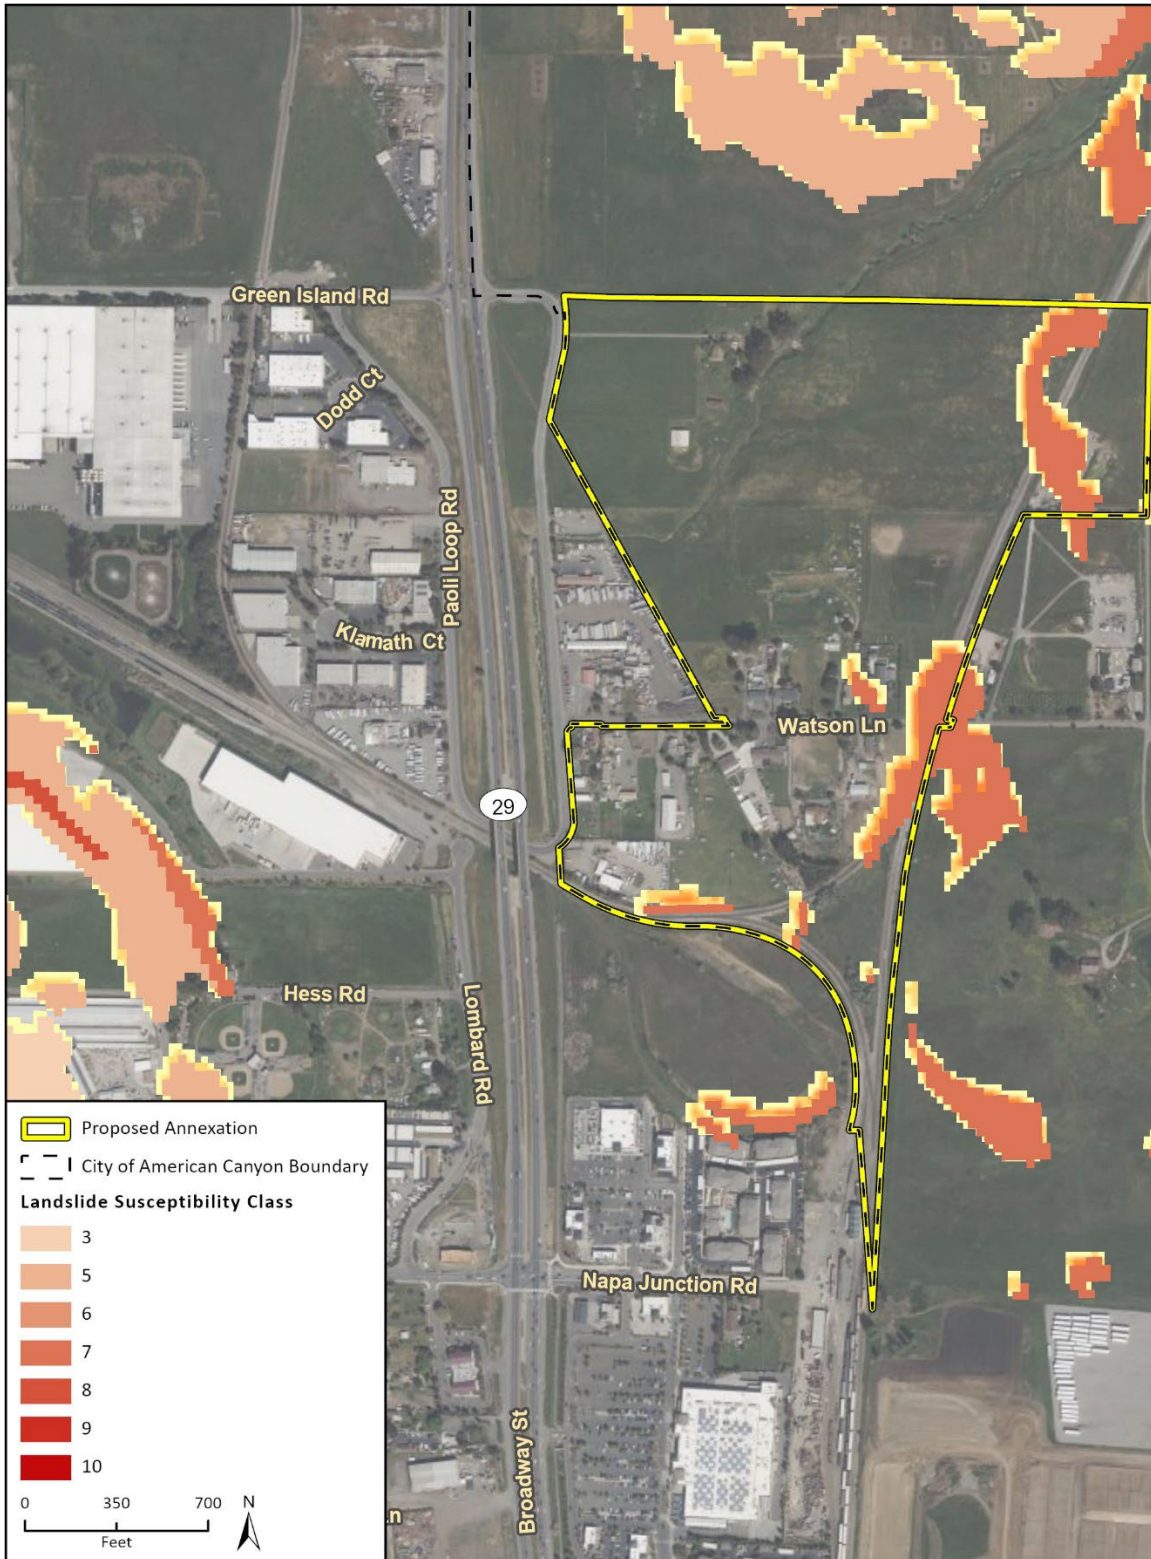 Green Island Rd
Dodd Ct
Paoli Loop Rd
Klamath Ct
Watson Ln
29
Hess Rd
Lombard Rd
Napa Junction Rd
Broadway St
Proposed Annexation
City of American Canyon Boundary
Landslide Susceptibility Class
3
5
6
7
8
9
10
0 350 700 N
Feet
n